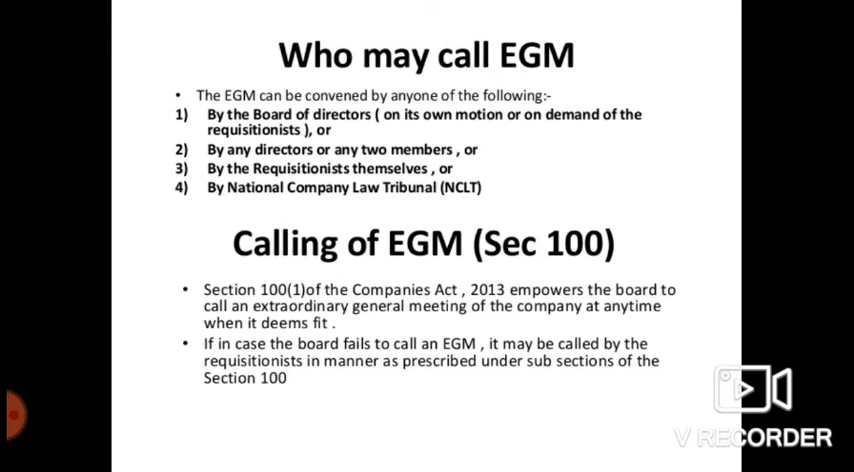 Who may call EGM
• The EGM can be convened by anyone of the following:-
1) By the Board of directors ( on its own motion or on demand of the
requisitionists ), or
2) By any directors or any two members , or
3) By the Requisitionists themselves , or
4) By National Company Law Tribunal (NCLT)
Calling of EGM (Sec 100)
• Section 100(1)of the Companies Act , 2013 empowers the board to
call an extraordinary general meeting of the company at anytime
when it deems fit .
• If in case the board fails to call an EGM , it may be called by the
requisitionists in manner as prescribed under sub sections of the
Section 100
V RECORDER